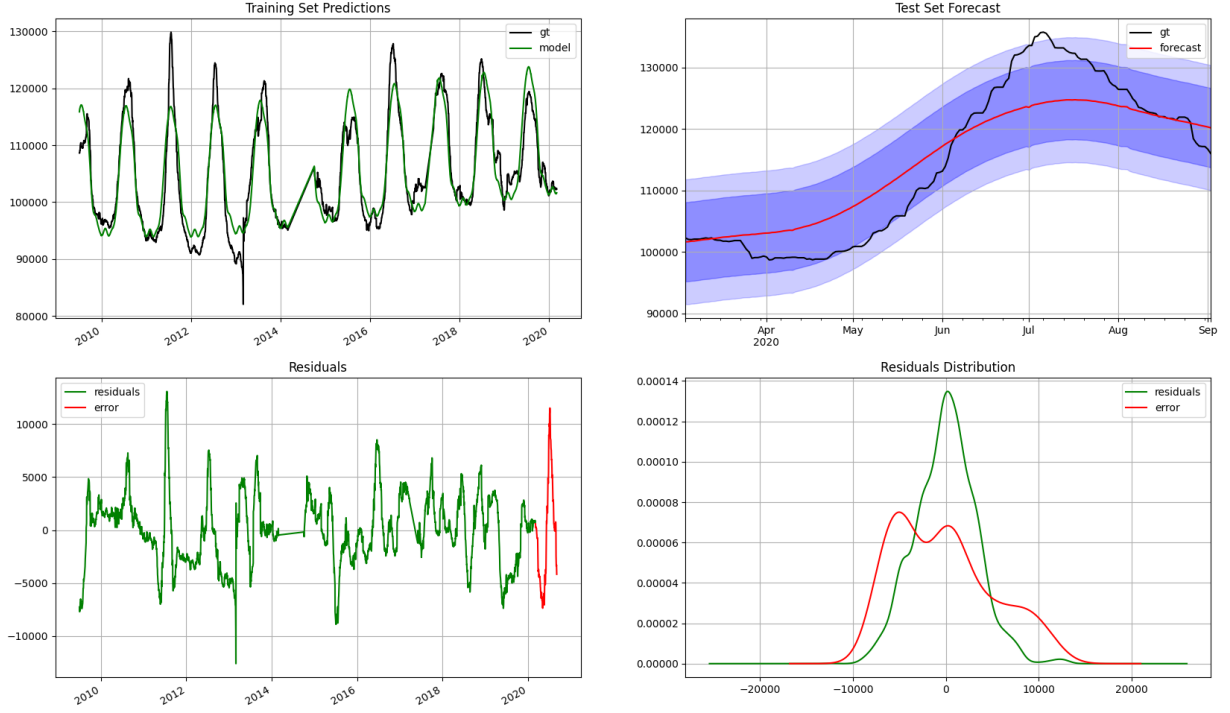 Training Set Predictions
gt
model
130000
120000
110000
100000
90000
80000
2010
2012
2014
2016
2018
2020
Test Set Forecast
gt
forecast
130000
120000
110000
100000
90000
Apr
2020
May
Jun
Jul
Aug
Sep
Residuals
residuals
error
10000
5000
0
−5000
−10000
2010
2012
2014
2016
2018
2020
Residuals Distribution
residuals
error
0.00014
0.00012
0.00010
0.00008
0.00006
0.00004
0.00002
0.00000
−20000
−10000
0
10000
20000